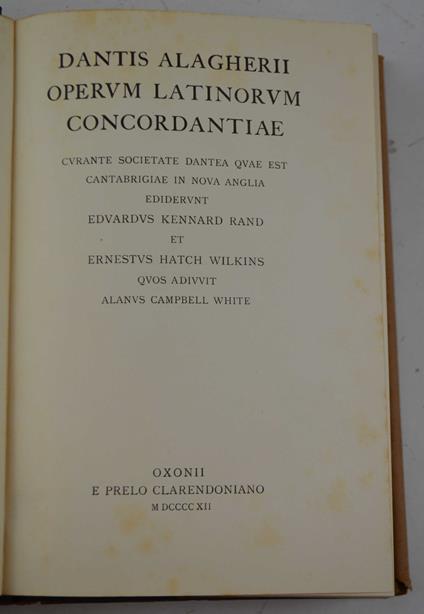 DANTIS ALAGHERII
OPERVM LATINORVM
CONCORDANTIAE
CVRANTE SOCIETATE DANTEA QVAE EST
CANTABRIGIAE IN NOVA ANGLIA
EDIDERVNT
EDVARDVS KENNARD RAND
ET
ERNESTVS HATCH WILKINS
QVOS ADIVVIT
ALANVS CAMPBELL WHITE
OXONII
E PRELO CLARENDONIANO
M DCCCC XII